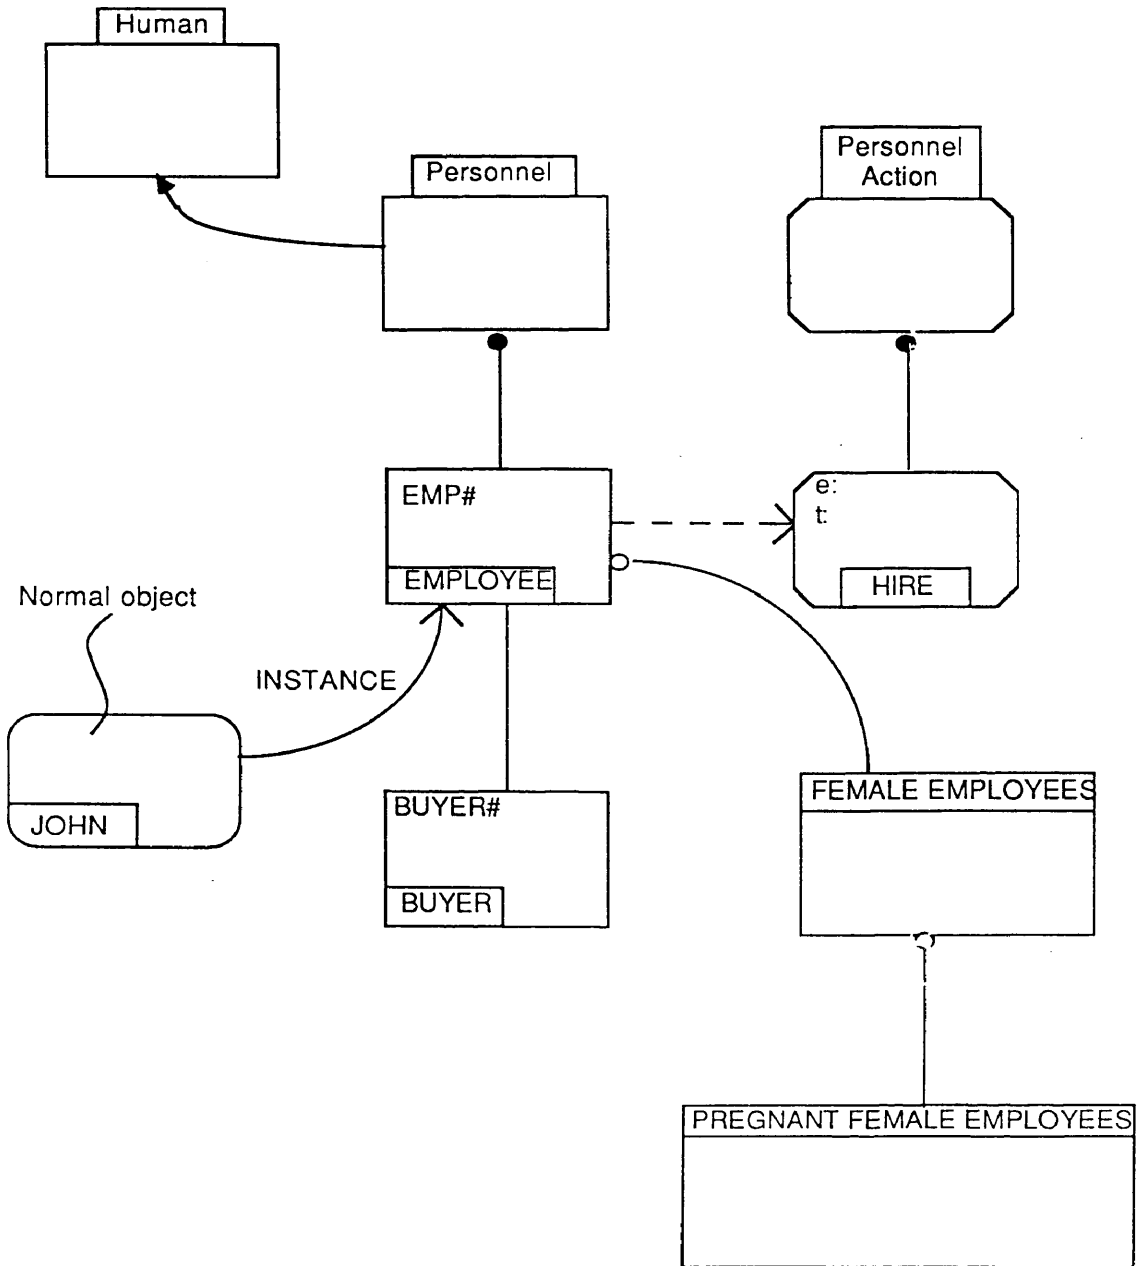 Human
Personnel
Personnel
Action
EMP#
EMPLOYEE
e:
t:
HIRE
Normal object
INSTANCE
JOHN
BUYER#
BUYER
FEMALE EMPLOYEES
PREGNANT FEMALE EMPLOYEES